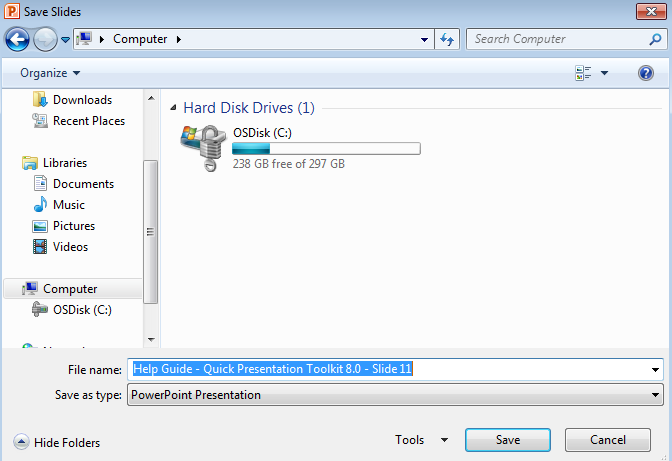 Save Slides
Computer
Search Computer
Organize
Downloads
Recent Places
Libraries
Documents
Music
Pictures
Videos
Computer
OSDisk (C:)
Hard Disk Drives (1)
OSDisk (C:)
238 GB free of 297 GB
File name: Help Guide - Quick Presentation Toolkit 8.0 - Slide 11
Save as type: PowerPoint Presentation
Hide Folders
Tools
Save
Cancel